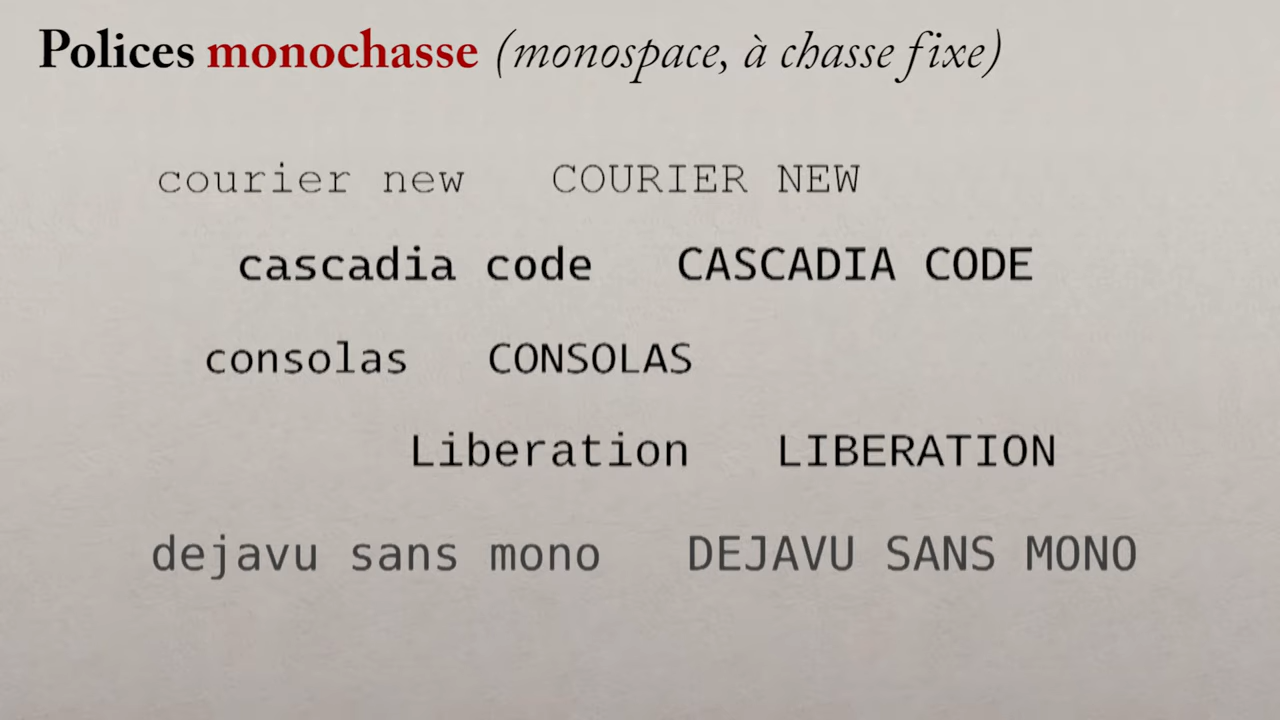 Polices monochasse (monospace, à chasse fixe)
courier new COURIER NEW
cascadia code CASCADIA CODE
consolas CONSOLAS
Liberation LIBERATION
dejavu sans mono DEJAVU SANS MONO